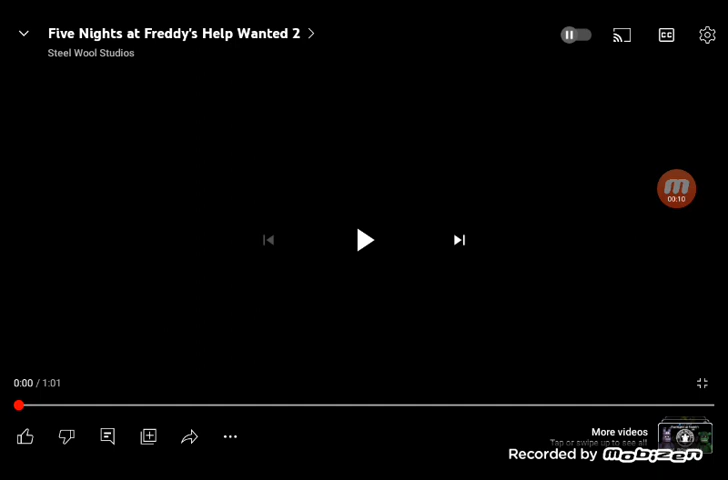 Five Nights at Freddy's Help Wanted 2
Steel Wool Studios
CC
00:10
0:00 / 1:01
More videos
Tap or swipe up to see all
Recorded by mobizen